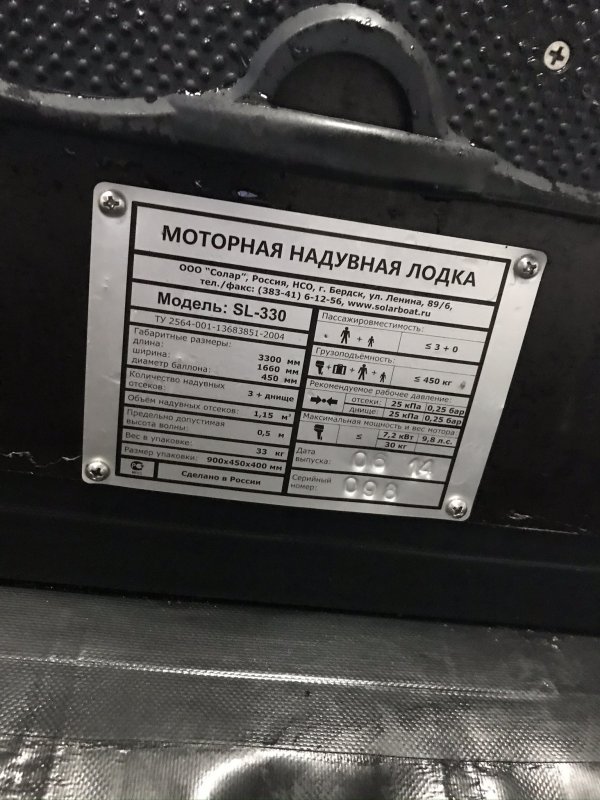 МОТОРНАЯ НАДУВНАЯ ЛОДКА
ООО "Солар", Россия, НСО, г. Бердск, ул. Ленина, 89/6,
тел./факс: (383-41) 6-12-56, www.solarboat.ru
Модель: SL-330
ТУ 2564-001-13683851-2004
Габаритные размеры:
длина: 3300 мм
ширина: 1660 мм
диаметр баллона: 450 мм
Количество надувных
отсеков: 3 + днище
Объём надувных отсеков: 1,15 м³
Предельно допустимая
высота волны: 0,5 м
Вес в упаковке: 33 кг
Размер упаковки: 900x450x400 мм
Сделано в России
Пассажировместимость:
+ ≤ 3 + 0
Грузоподъёмность:
+ + + ≤ 450 кг
Рекомендуемое рабочее давление:
отсеки: 25 кПа 0,25 бар
днище: 25 кПа 0,25 бар
Максимальная мощность и вес мотора
≤ 7,2 кВт 9,8 л.с.
30 кг
Дата
выпуска: 06 14
Серийный
номер: 098